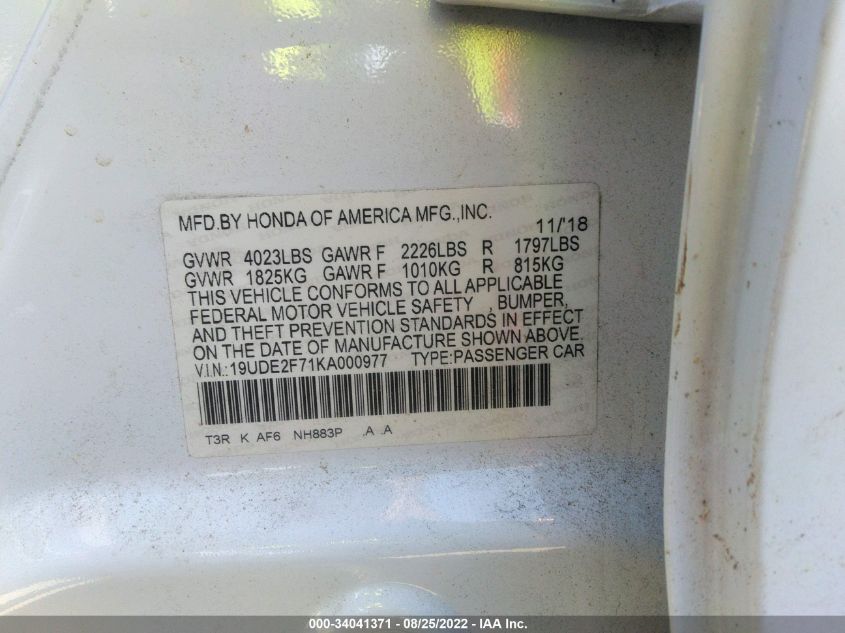 MFD.BY HONDA OF AMERICA MFG.,INC. 11/'18
GVWR 4023LBS GAWR F 2226LBS R 1797LBS
GVWR 1825KG GAWR F 1010KG R 815KG
THIS VEHICLE CONFORMS TO ALL APPLICABLE
FEDERAL MOTOR VEHICLE SAFETY , BUMPER,
AND THEFT PREVENTION STANDARDS IN EFFECT
ON THE DATE OF MANUFACTURE SHOWN ABOVE.
V.I.N.:19UDE2F71KA000977 TYPE:PASSENGER CAR
T3R K AF6 NH883P .A .A
000-34041371 - 08/25/2022 - IAA Inc.